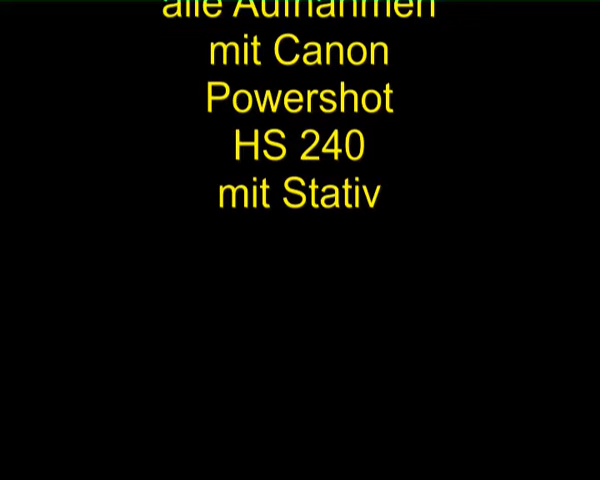 alle Aufnahmen
mit Canon
Powershot
HS 240
mit Stativ